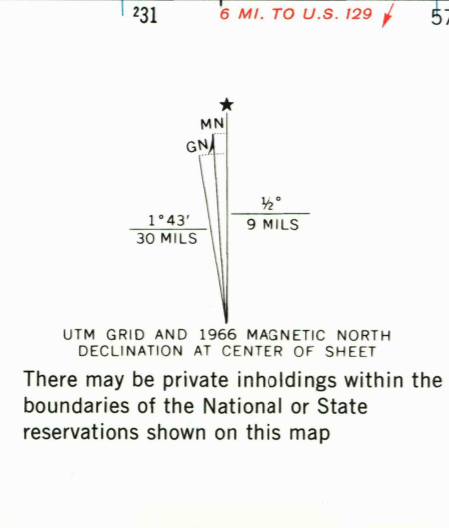 ²31 6 MI. TO U.S. 129 57
★
MN
GN
1°43′ ½°
30 MILS 9 MILS
UTM GRID AND 1966 MAGNETIC NORTH
DECLINATION AT CENTER OF SHEET
There may be private inholdings within the
boundaries of the National or State
reservations shown on this map